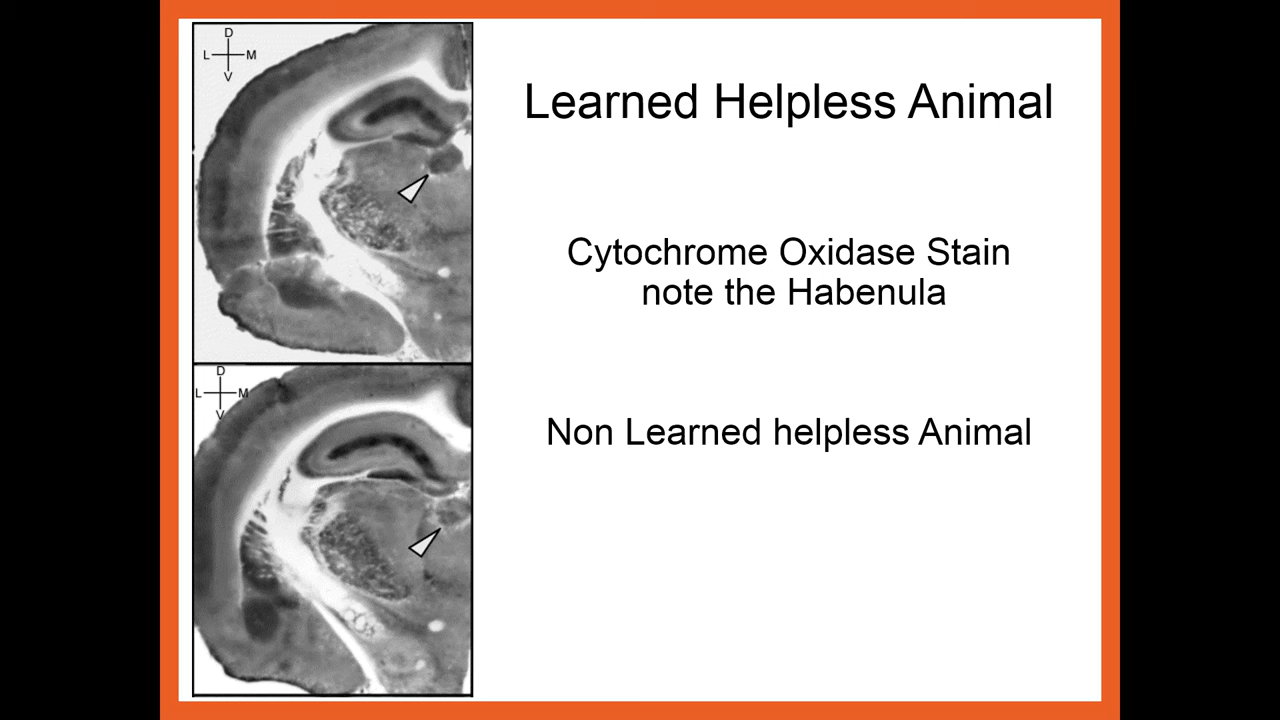 D
L M
V
Learned Helpless Animal
Cytochrome Oxidase Stain
note the Habenula
D
L M
V
Non Learned helpless Animal